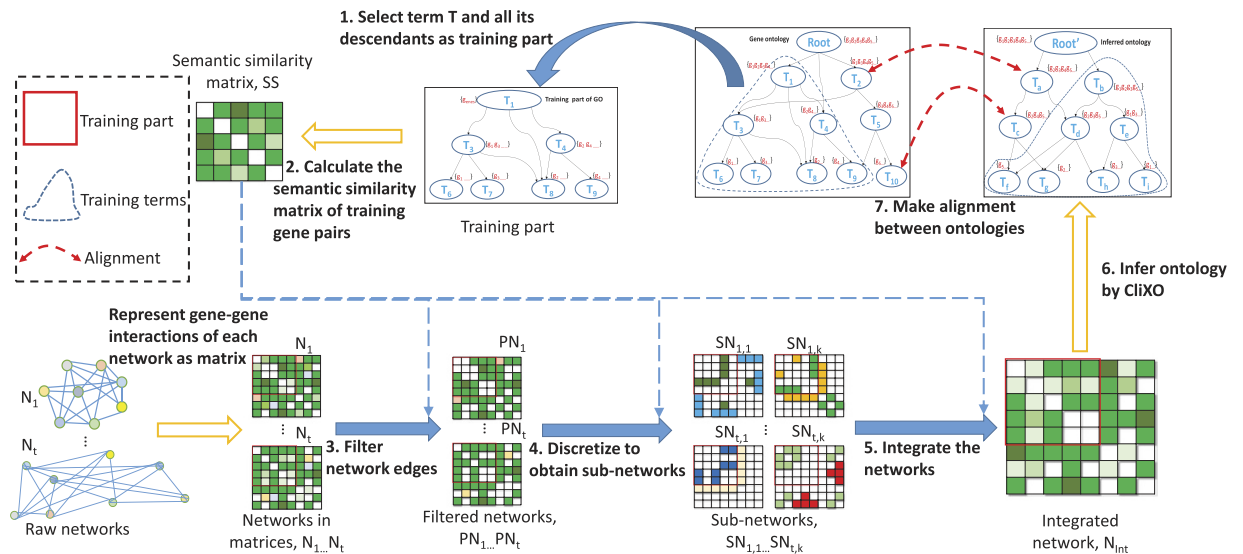 1. Select term T and all its
descendants as training part
Semantic similarity
matrix, SS
Training part
Training terms
Alignment
2. Calculate the
semantic similarity
matrix of training
gene pairs
Training part of GO
T1
T3
T4
T6
T7
T8
T9
Training part
Gene ontology
Root
T1
T2
T3
T4
T5
T6
T7
T8
T9
T10
Inferred ontology
Root'
Ta
Tb
Tc
Td
Te
Tf
Tg
Th
Ti
7. Make alignment
between ontologies
6. Infer ontology
by CliXO
Represent gene-gene
interactions of each
network as matrix
N1
⋮
Nt
Raw networks
N1
⋮
Nt
Networks in
matrices, N1...Nt
3. Filter
network edges
PN1
⋮
PNt
Filtered networks,
PN1...PNt
4. Discretize to
obtain sub-networks
SN1,1
SN1,k
⋮
SNt,1
SNt,k
Sub-networks,
SN1,1...SNt,k
5. Integrate the
networks
Integrated
network, NInt